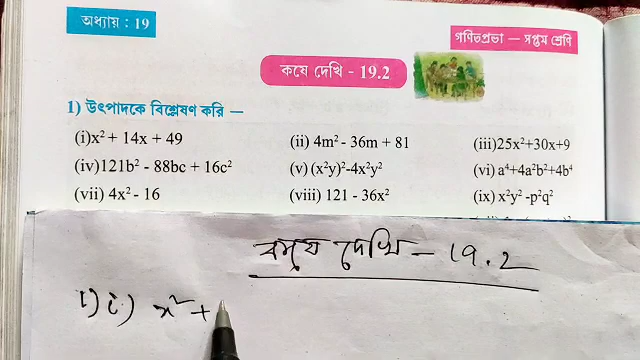 অধ্যায় : 19
গণিতপ্রভা — সপ্তম শ্রেণি
কষে দেখি - 19.2
1) উৎপাদকে বিশ্লেষণ করি —
(i)x² + 14x + 49 (ii) 4m² - 36m + 81 (iii)25x²+30x+9
(iv)121b² - 88bc + 16c² (v) (x²y)²-4x²y² (vi) a⁴+4a²b²+4b⁴
(vii) 4x² - 16 (viii) 121 - 36x² (ix) x²y² -p²q²
কষে দেখি - 19.2
1) i) x² +